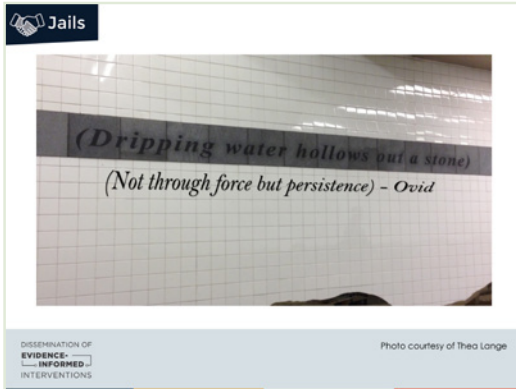 Jails
(Dripping water hollows out a stone)
(Not through force but persistence) – Ovid
DISSEMINATION OF
EVIDENCE-
INFORMED
INTERVENTIONS
Photo courtesy of Thea Lange